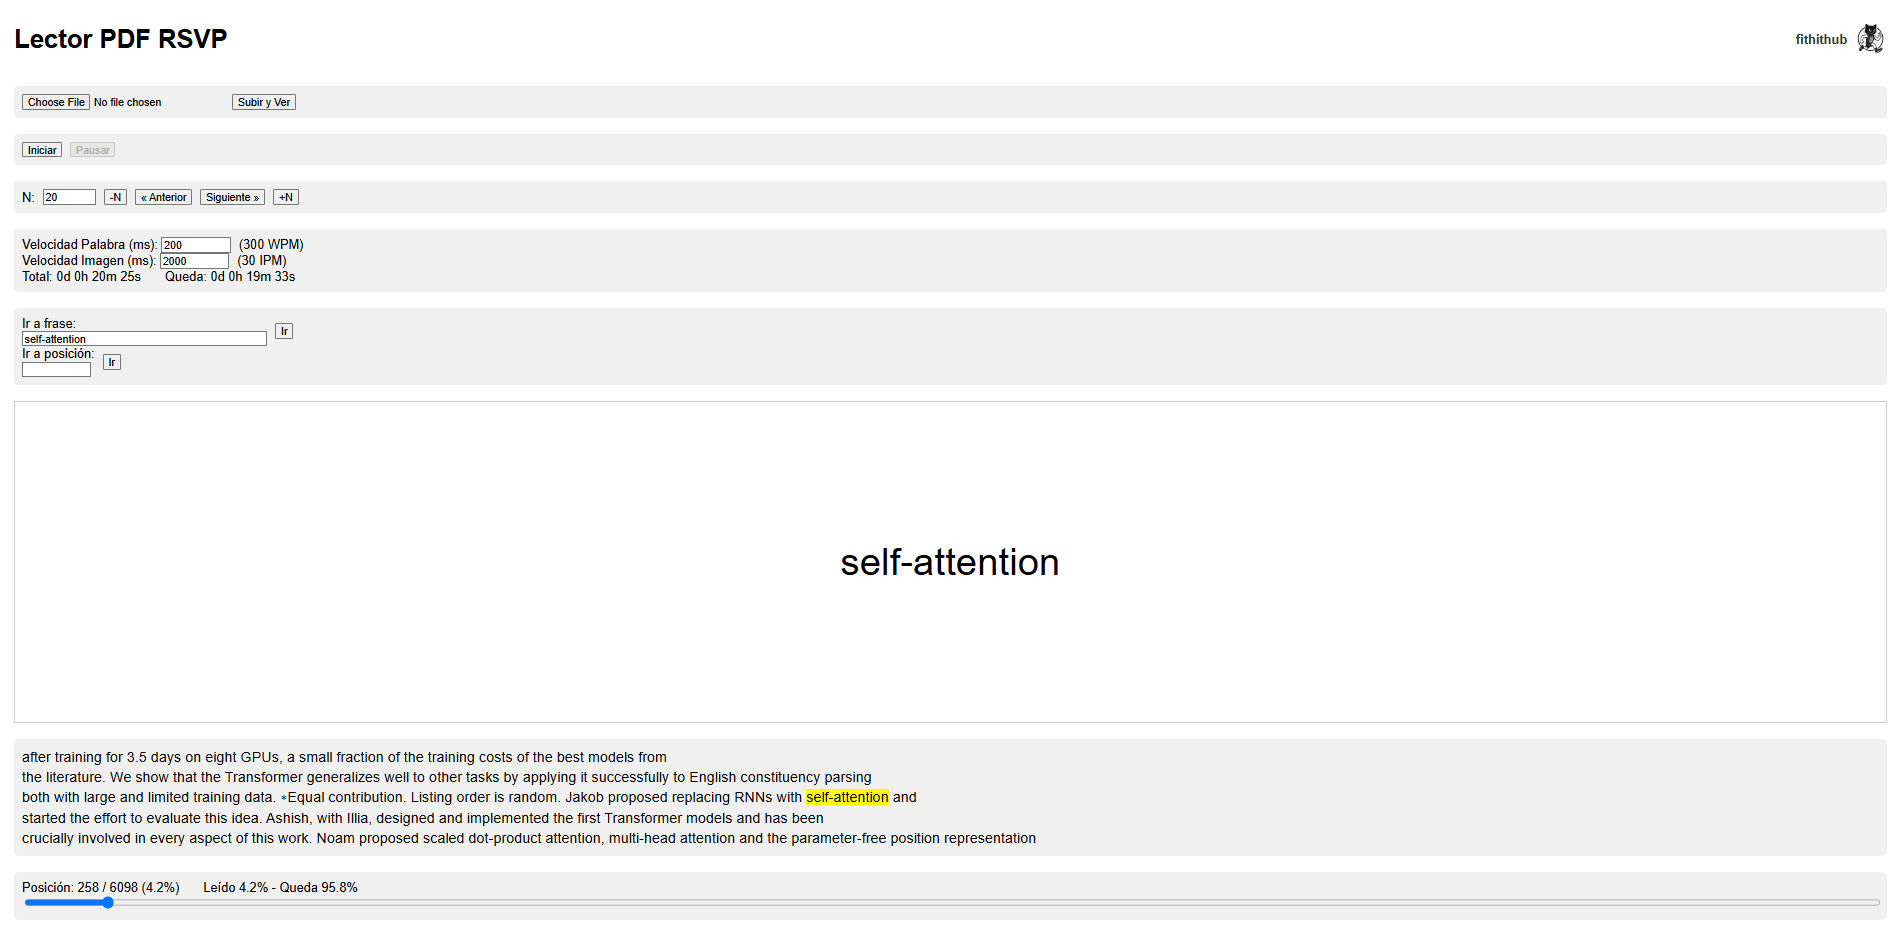 Lector PDF RSVP
fithithub
Choose File No file chosen Subir y Ver
Iniciar Pausar
N: 20 -N « Anterior Siguiente » +N
Velocidad Palabra (ms): 200 (300 WPM)
Velocidad Imagen (ms): 2000 (30 IPM)
Total: 0d 0h 20m 25s Queda: 0d 0h 19m 33s
Ir a frase:
self-attention Ir
Ir a posición:
Ir
self-attention
after training for 3.5 days on eight GPUs, a small fraction of the training costs of the best models from
the literature. We show that the Transformer generalizes well to other tasks by applying it successfully to English constituency parsing
both with large and limited training data. ∗Equal contribution. Listing order is random. Jakob proposed replacing RNNs with self-attention and
started the effort to evaluate this idea. Ashish, with Illia, designed and implemented the first Transformer models and has been
crucially involved in every aspect of this work. Noam proposed scaled dot-product attention, multi-head attention and the parameter-free position representation
Posición: 258 / 6098 (4.2%) Leído 4.2% - Queda 95.8%